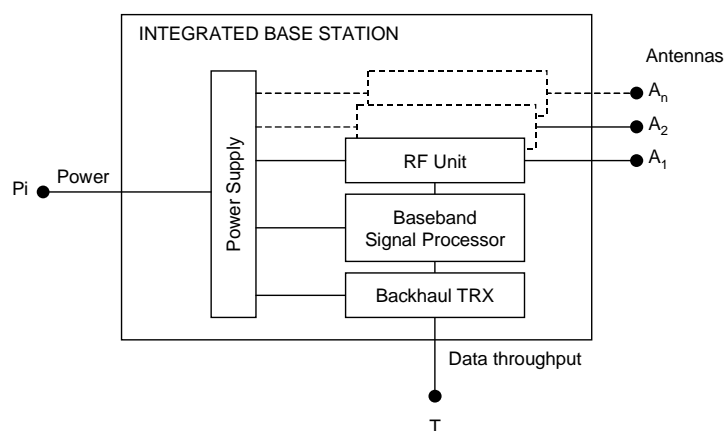 INTEGRATED BASE STATION
Antennas
Aₙ
A₂
A₁
RF Unit
Pi
Power
Power Supply
Baseband
Signal Processor
Backhaul TRX
Data throughput
T